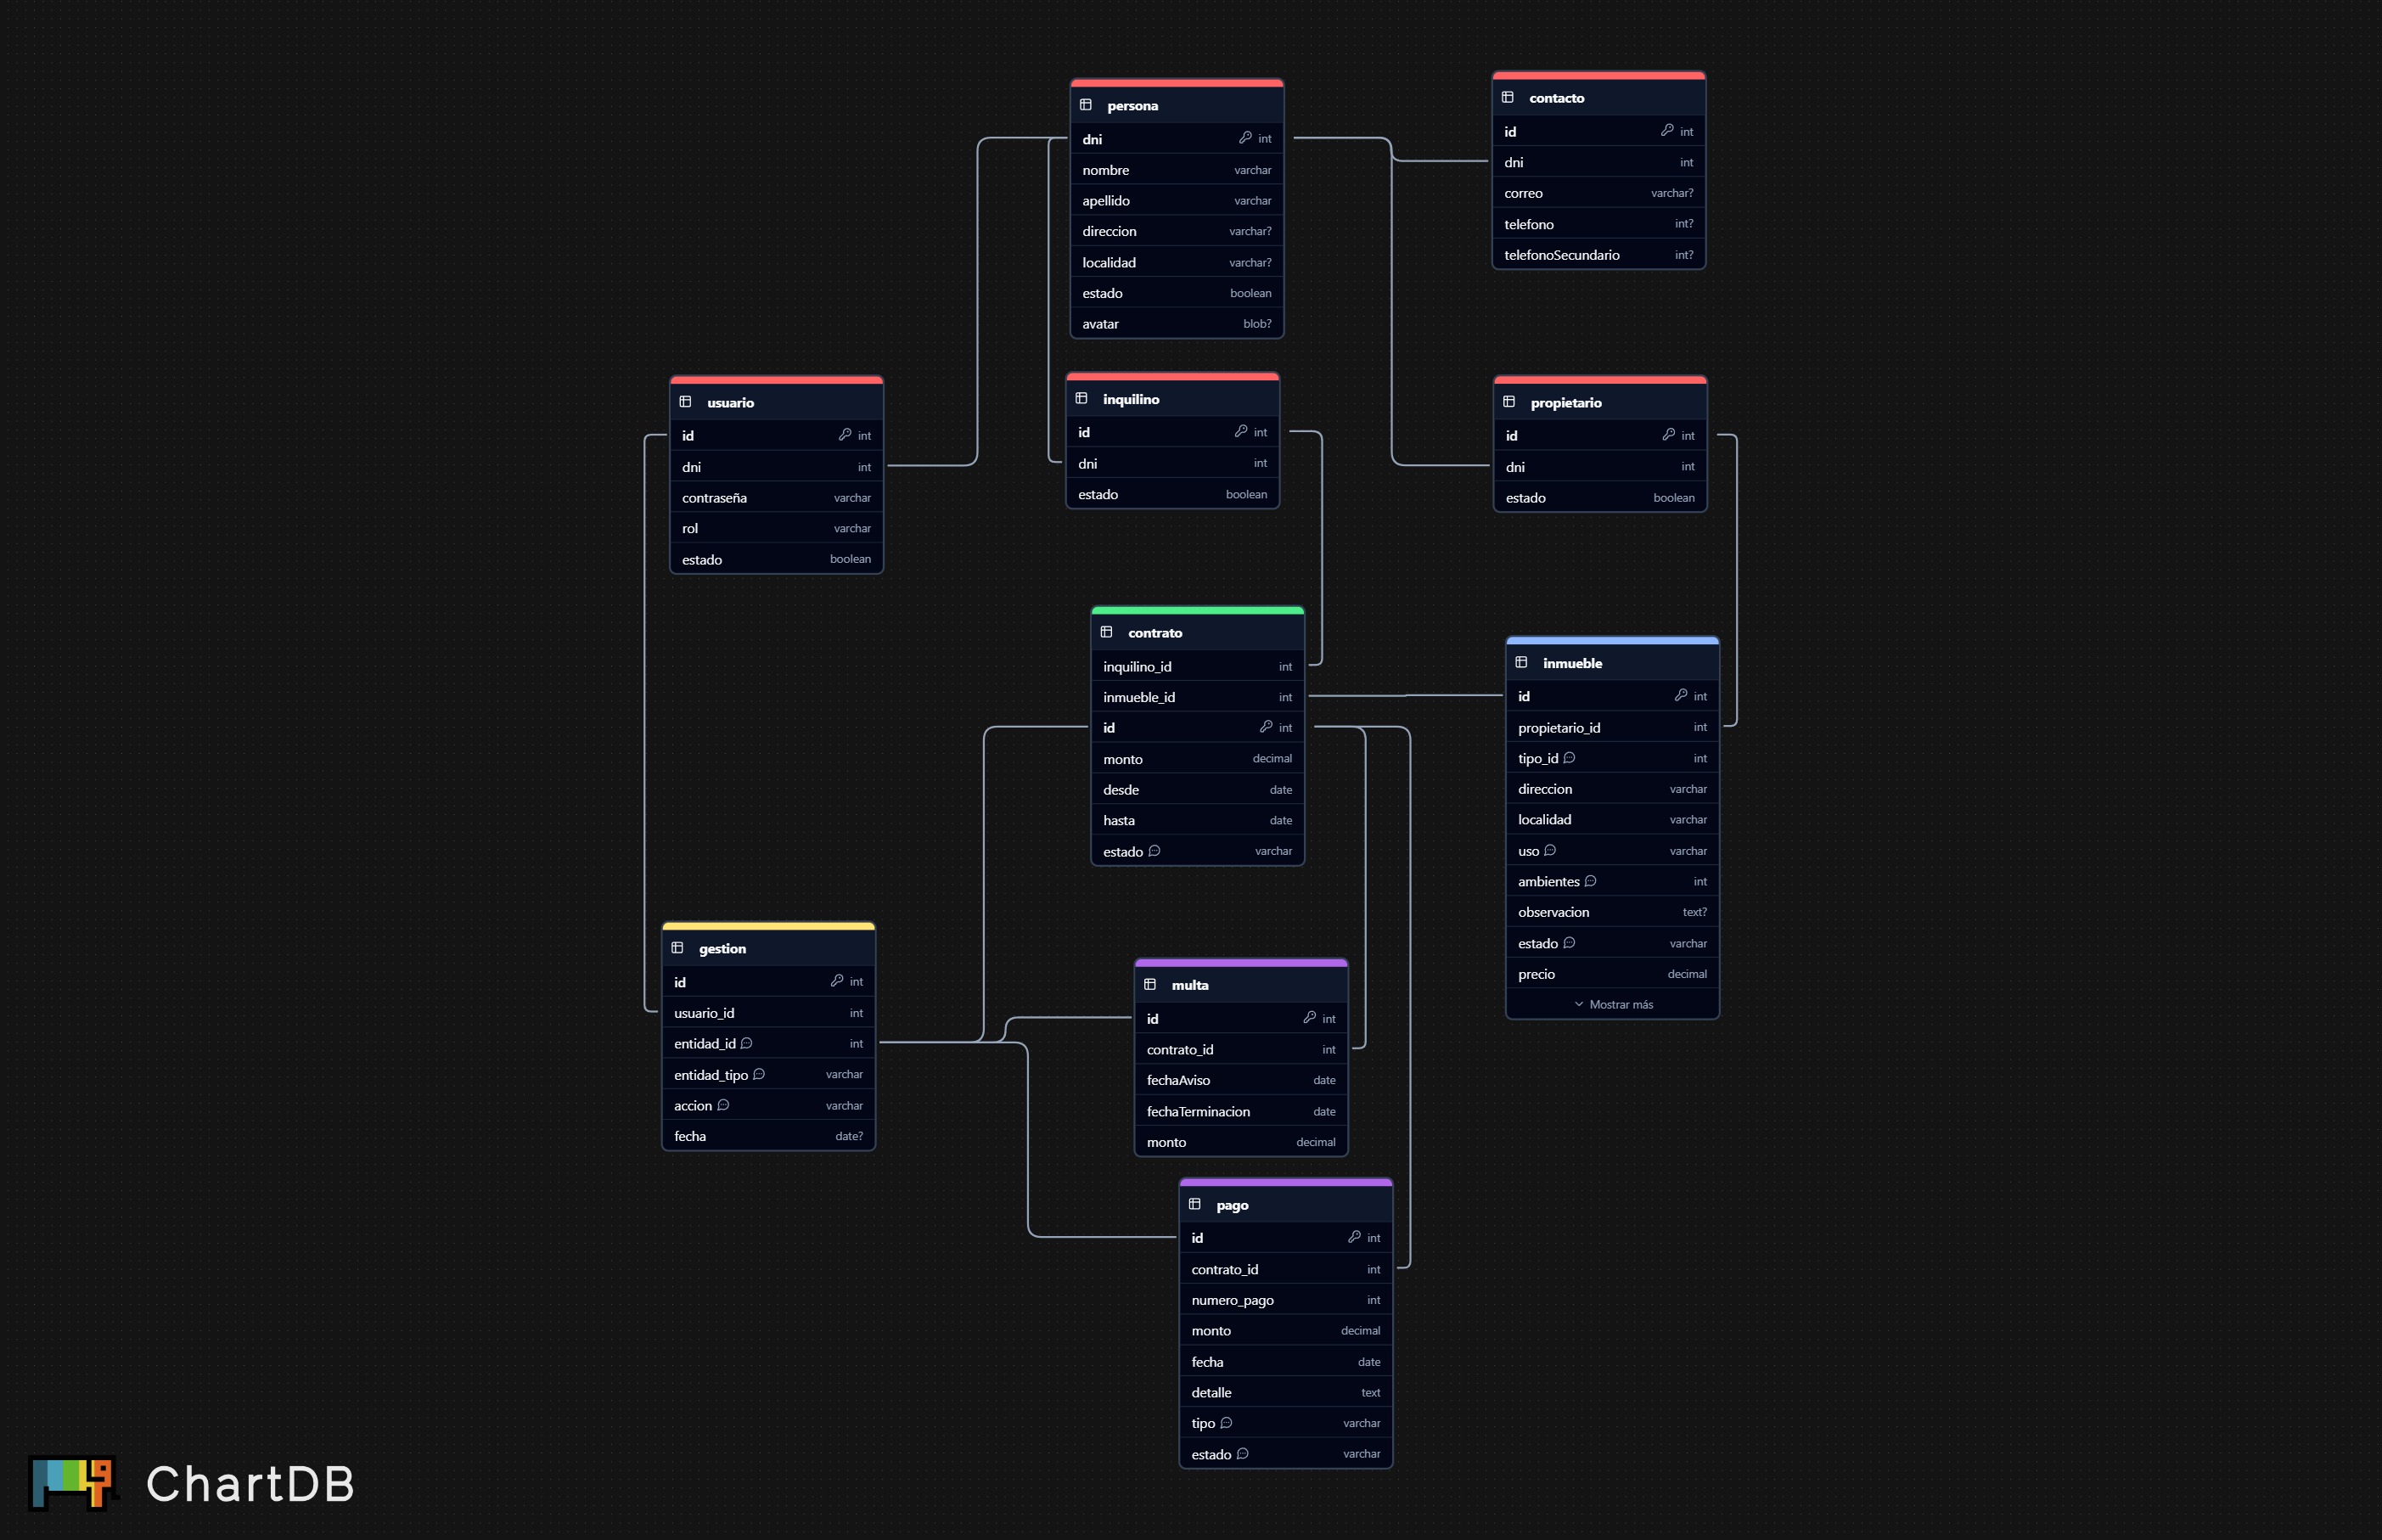 persona
dni int
nombre varchar
apellido varchar
direccion varchar?
localidad varchar?
estado boolean
avatar blob?
contacto
id int
dni int
correo varchar?
telefono int?
telefonoSecundario int?
usuario
id int
dni int
contraseña varchar
rol varchar
estado boolean
inquilino
id int
dni int
estado boolean
propietario
id int
dni int
estado boolean
contrato
inquilino_id int
inmueble_id int
id int
monto decimal
desde date
hasta date
estado varchar
inmueble
id int
propietario_id int
tipo_id int
direccion varchar
localidad varchar
uso varchar
ambientes int
observacion text?
estado varchar
precio decimal
Mostrar más
gestion
id int
usuario_id int
entidad_id int
entidad_tipo varchar
accion varchar
fecha date?
multa
id int
contrato_id int
fechaAviso date
fechaTerminacion date
monto decimal
pago
id int
contrato_id int
numero_pago int
monto decimal
fecha date
detalle text
tipo varchar
estado varchar
ChartDB